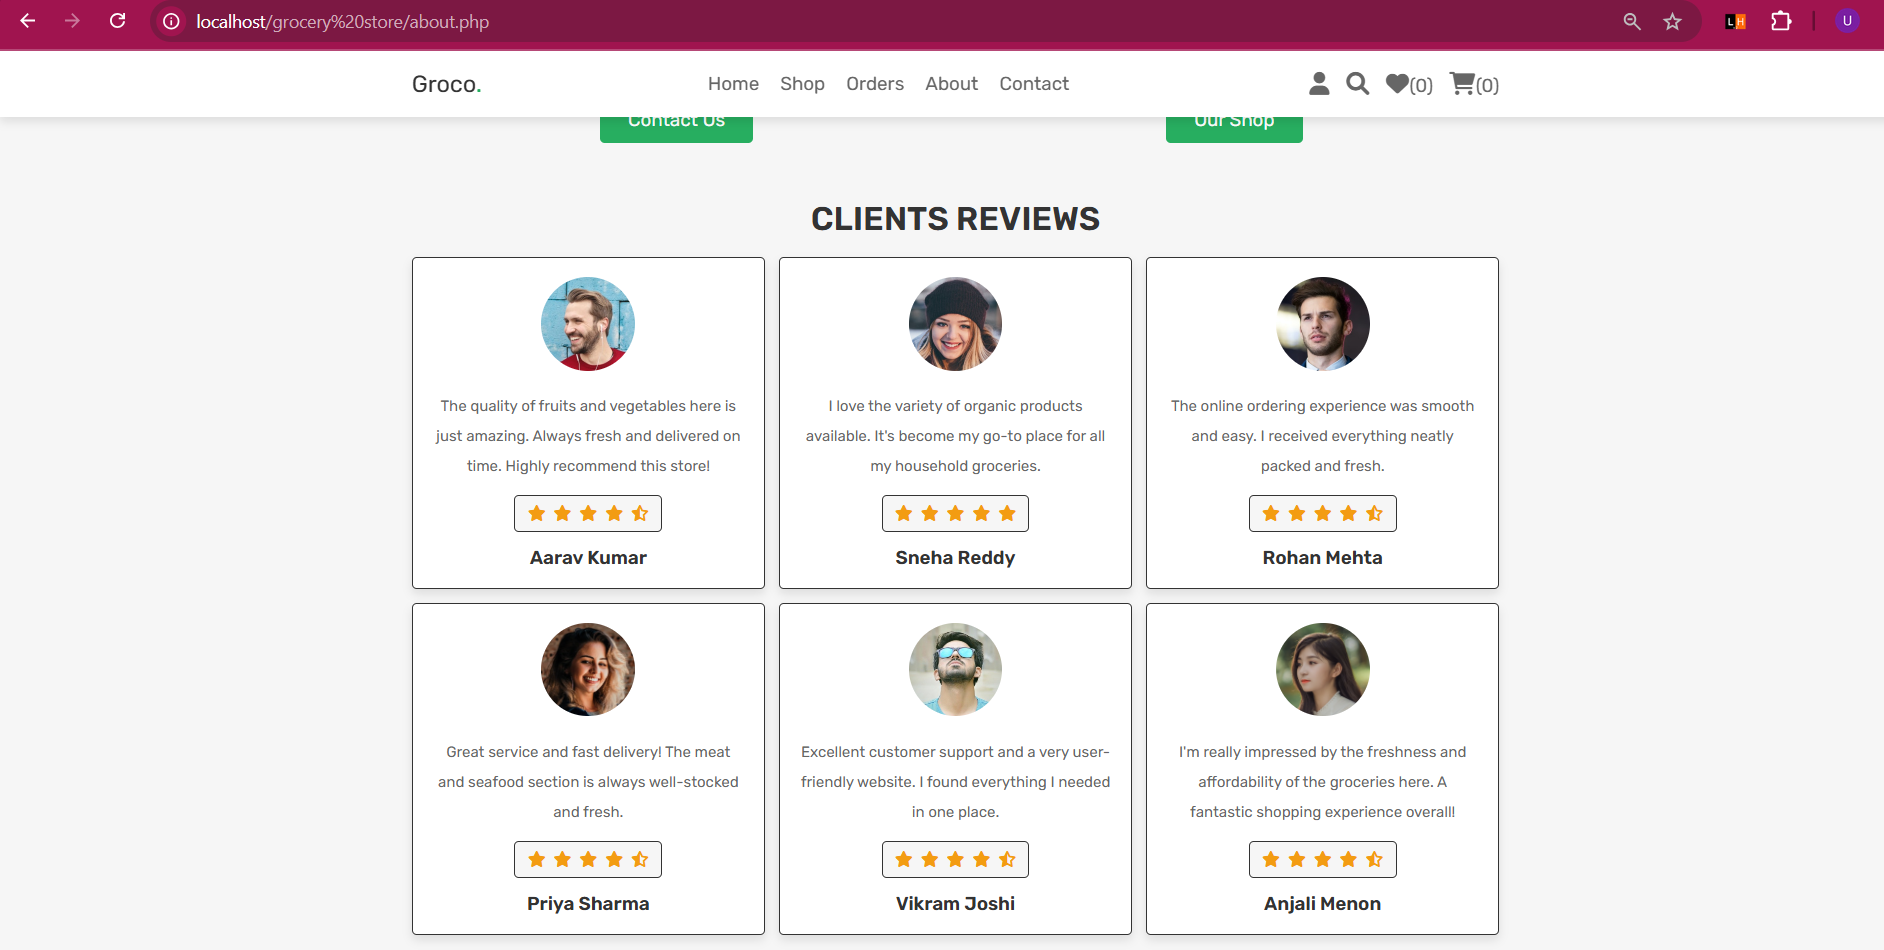 localhost/grocery%20store/about.php
U
Groco.
Home Shop Orders About Contact
(0) (0)
Contact Us
Our Shop
CLIENTS REVIEWS
The quality of fruits and vegetables here is
just amazing. Always fresh and delivered on
time. Highly recommend this store!
Aarav Kumar
I love the variety of organic products
available. It's become my go-to place for all
my household groceries.
Sneha Reddy
The online ordering experience was smooth
and easy. I received everything neatly
packed and fresh.
Rohan Mehta
Great service and fast delivery! The meat
and seafood section is always well-stocked
and fresh.
Priya Sharma
Excellent customer support and a very user-
friendly website. I found everything I needed
in one place.
Vikram Joshi
I'm really impressed by the freshness and
affordability of the groceries here. A
fantastic shopping experience overall!
Anjali Menon